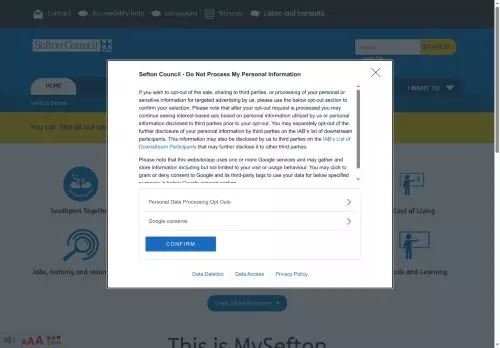 Contact
Accessibility help
Languages
Sitemap
Listen and translate
Sefton Council
search
SEARCH
HOME
I WANT TO
Sefton Home
You can find all our late
Sefton Council - Do Not Process My Personal Information
If you wish to opt-out of the sale, sharing to third parties, or processing of your personal or
sensitive information for targeted advertising by us, please use the below opt-out section to
confirm your selection. Please note that after your opt-out request is processed you may
continue seeing interest-based ads based on personal information utilized by us or personal
information disclosed to third parties prior to your opt-out. You may separately opt-out of the
further disclosure of your personal information by third parties on the IAB's list of downstream
participants. This information may also be disclosed by us to third parties on the IAB's List of
Downstream Participants that may further disclose it to other third parties.
Please note that this website/app uses one or more Google services and may gather and
store information including but not limited to your visit or usage behaviour. You may click to
grant or deny consent to Google and its third-party tags to use your data for below specified
purposes in below Google consent section.
Personal Data Processing Opt Outs
Google consents
CONFIRM
Data Deletion
Data Access
Privacy Policy
Southport Togeth
Cost of Living
Jobs, training and volun
ols and Learning
View More Services
AAA
This is MySefton